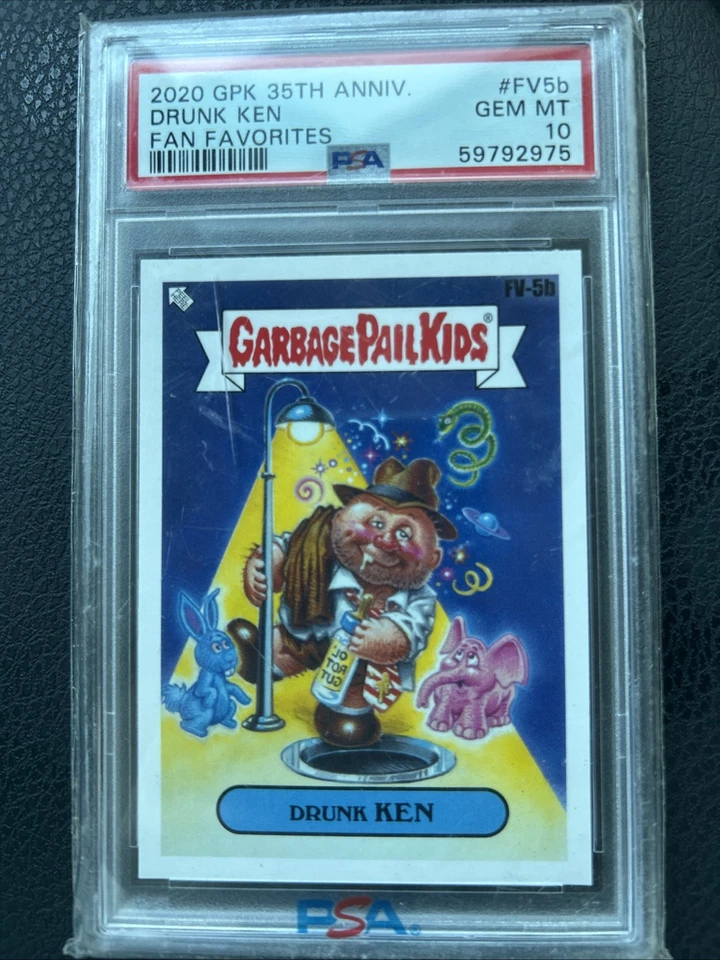 2020 GPK 35TH ANNIV. #FV5b
DRUNK KEN GEM MT
FAN FAVORITES 10
PSA 59792975
FV-5b
GARBAGE PAIL KIDS®
OL'
ROT
GUT
DRUNK KEN
PSA®